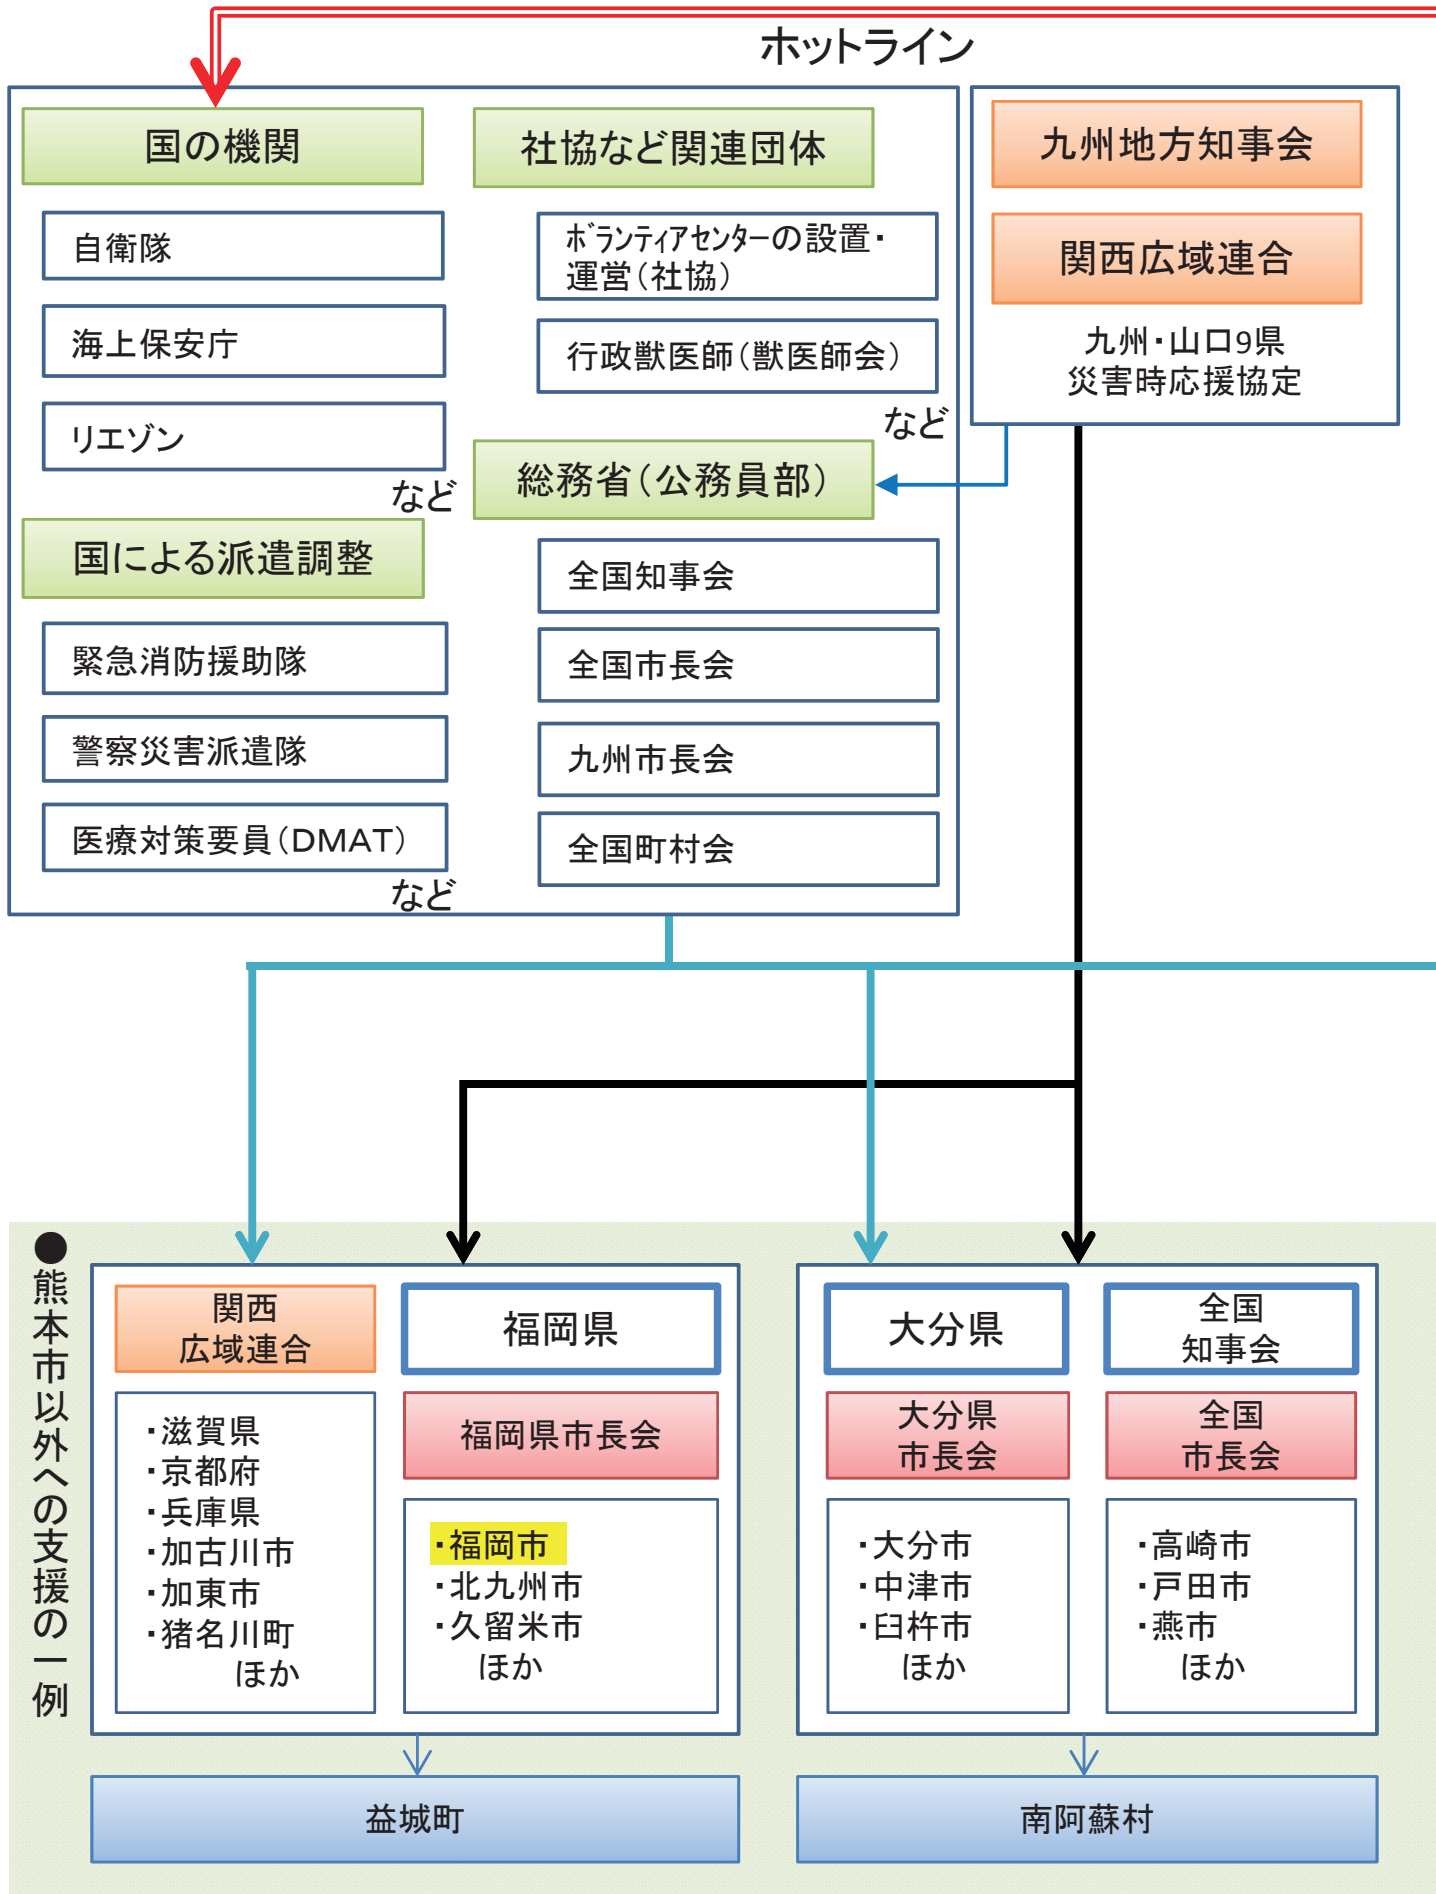 ホットライン
国の機関
自衛隊
海上保安庁
リエゾン
など
国による派遣調整
緊急消防援助隊
警察災害派遣隊
医療対策要員(DMAT)
など
社協など関連団体
ボランティアセンターの設置・
運営(社協)
行政獣医師(獣医師会)
など
総務省(公務員部)
全国知事会
全国市長会
九州市長会
全国町村会
九州地方知事会
関西広域連合
九州・山口9県
災害時応援協定
●熊本市以外への支援の一例
関西
広域連合
・滋賀県
・京都府
・兵庫県
・加古川市
・加東市
・猪名川町
ほか
福岡県
福岡県市長会
・福岡市
・北九州市
・久留米市
ほか
益城町
大分県
大分県
市長会
・大分市
・中津市
・臼杵市
ほか
全国
知事会
全国
市長会
・高崎市
・戸田市
・燕市
ほか
南阿蘇村